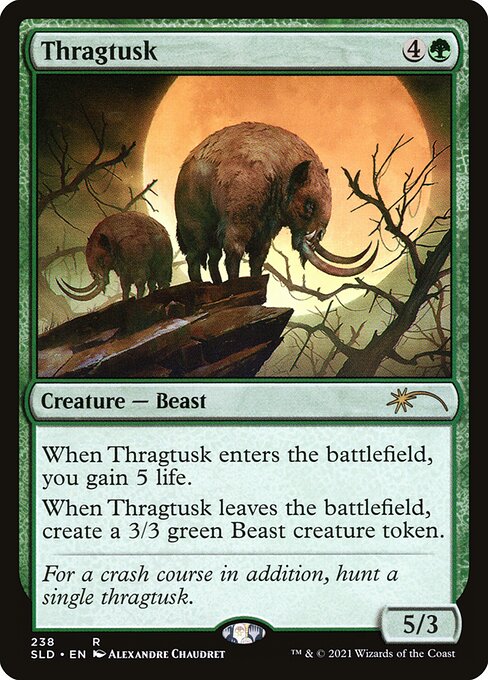 Thragtusk 4
Creature — Beast
When Thragtusk enters the battlefield,
you gain 5 life.
When Thragtusk leaves the battlefield,
create a 3/3 green Beast creature token.
For a crash course in addition, hunt a
single thragtusk.
5/3
238 R
SLD • EN Alexandre Chaudret
™ & © 2021 Wizards of the Coast